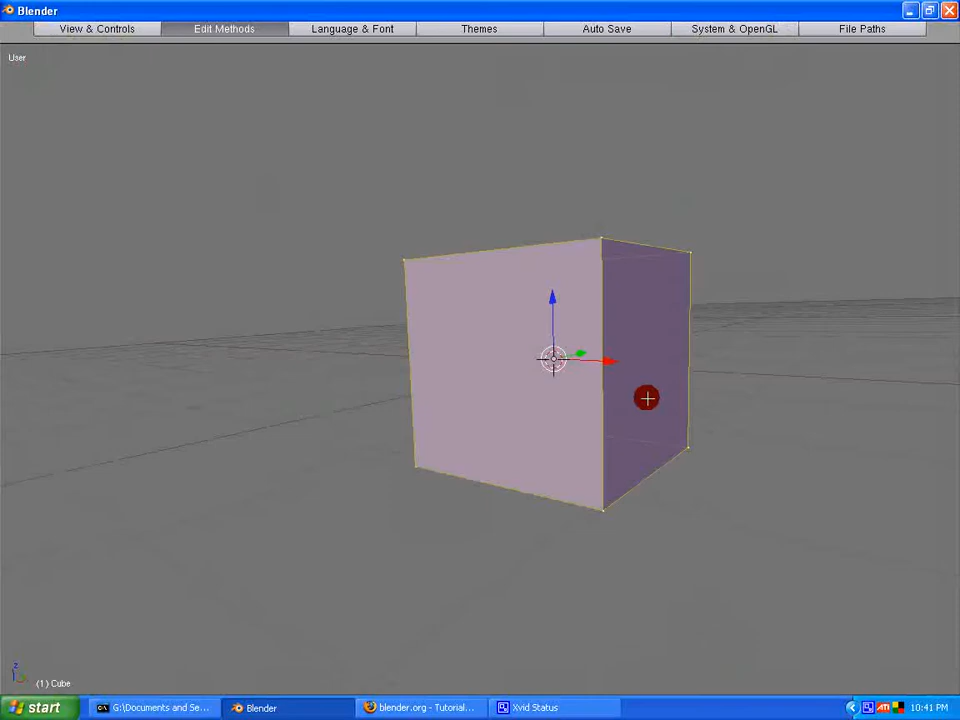 Blender
View & Controls Edit Methods Language & Font Themes Auto Save System & OpenGL File Paths
User
z
(1) Cube
start G:\Documents and Se... Blender blender.org - Tutorial... Xvid Status ATI 10:41 PM